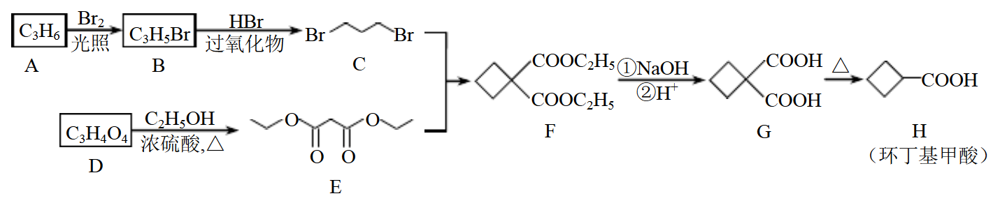 C₃H₆ Br₂ 光照 C₃H₅Br HBr 过氧化物 Br Br
A B C
COOC₂H₅ COOC₂H₅ ①NaOH ②H⁺ COOH COOH △ COOH
F G H
(环丁基甲酸)
C₃H₄O₄ C₂H₅OH 浓硫酸,△ O O O O
D E